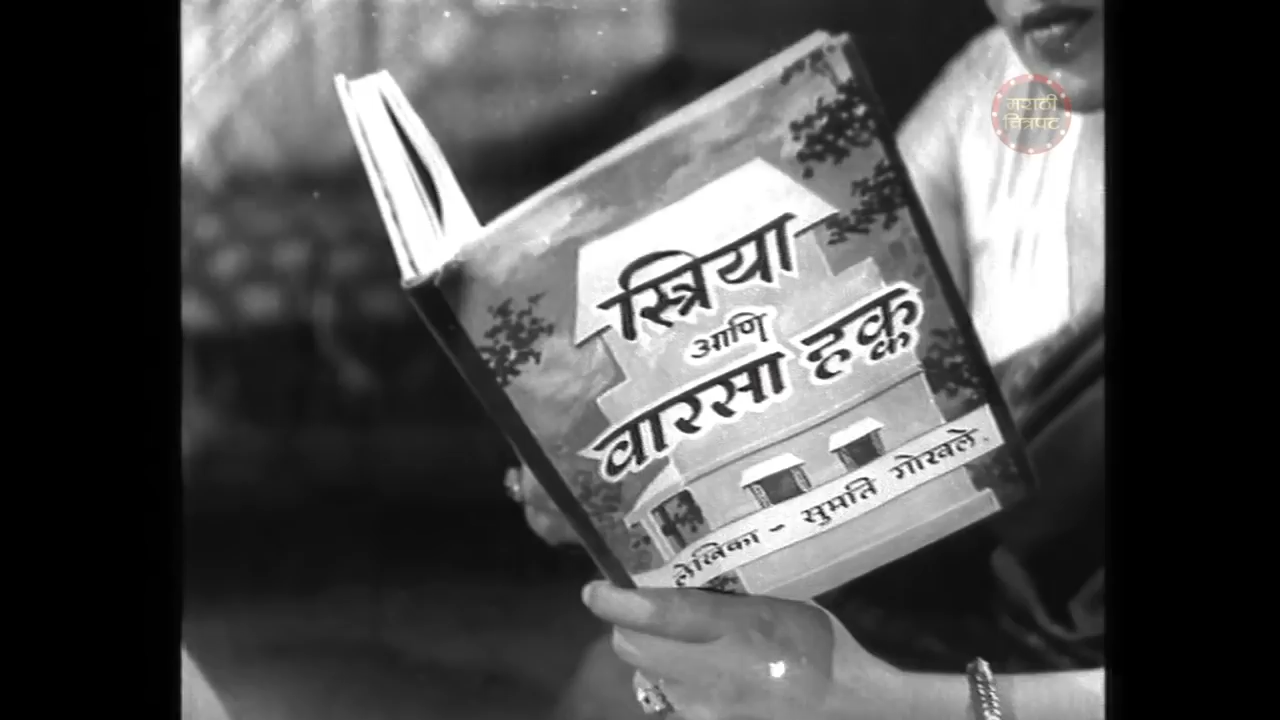 स्त्रिया
आणि
वारसा हक्क
लेखिका - सुमति गोखले.
मराठी
चित्रपट